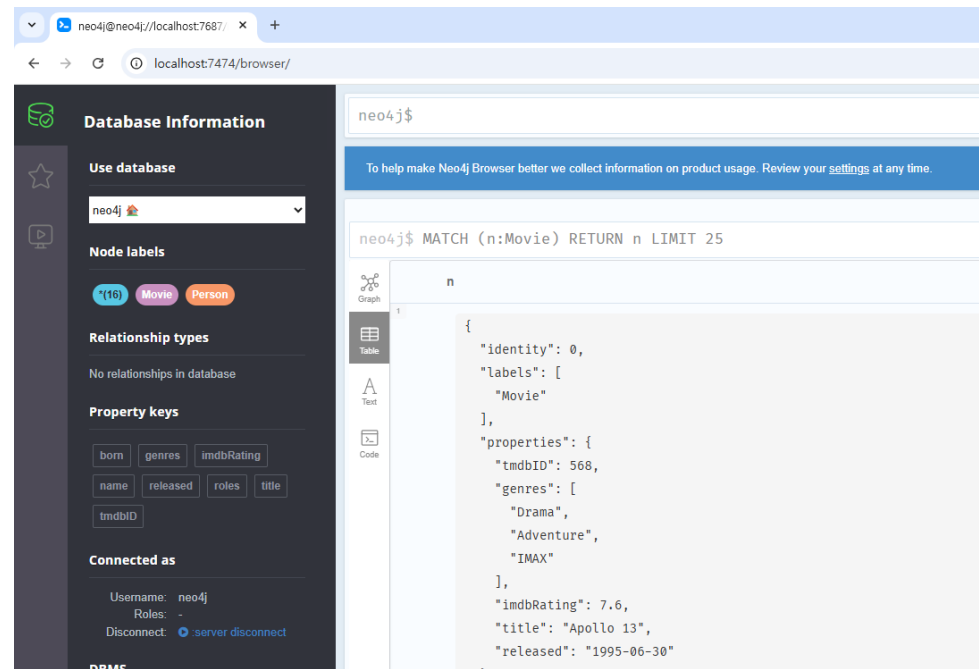 neo4j@neo4j://localhost:7687/
localhost:7474/browser/
Database Information
Use database
neo4j
Node labels
*(16) Movie Person
Relationship types
No relationships in database
Property keys
born genres imdbRating
name released roles title
tmdbID
Connected as
Username: neo4j
Roles: -
Disconnect: :server disconnect
DBMS
neo4j$
To help make Neo4j Browser better we collect information on product usage. Review your settings at any time.
neo4j$ MATCH (n:Movie) RETURN n LIMIT 25
Graph
Table
Text
Code
n
1
{
"identity": 0,
"labels": [
"Movie"
],
"properties": {
"tmdbID": 568,
"genres": [
"Drama",
"Adventure",
"IMAX"
],
"imdbRating": 7.6,
"title": "Apollo 13",
"released": "1995-06-30"